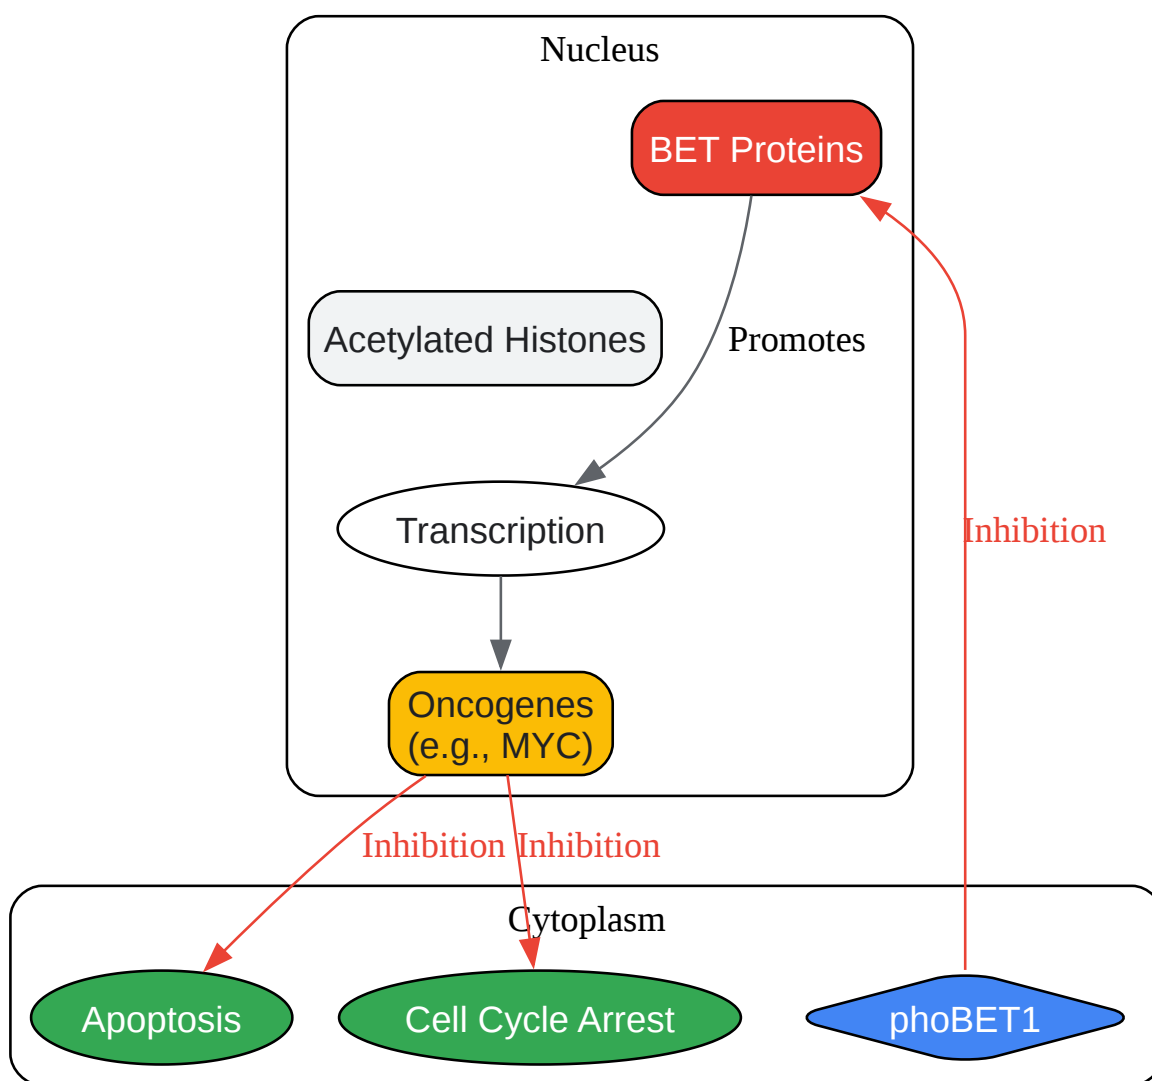 Nucleus
BET Proteins
Acetylated Histones
Promotes
Transcription
Inhibition
Oncogenes
(e.g., MYC)
Inhibition
Inhibition
Cytoplasm
Apoptosis
Cell Cycle Arrest
phoBET1